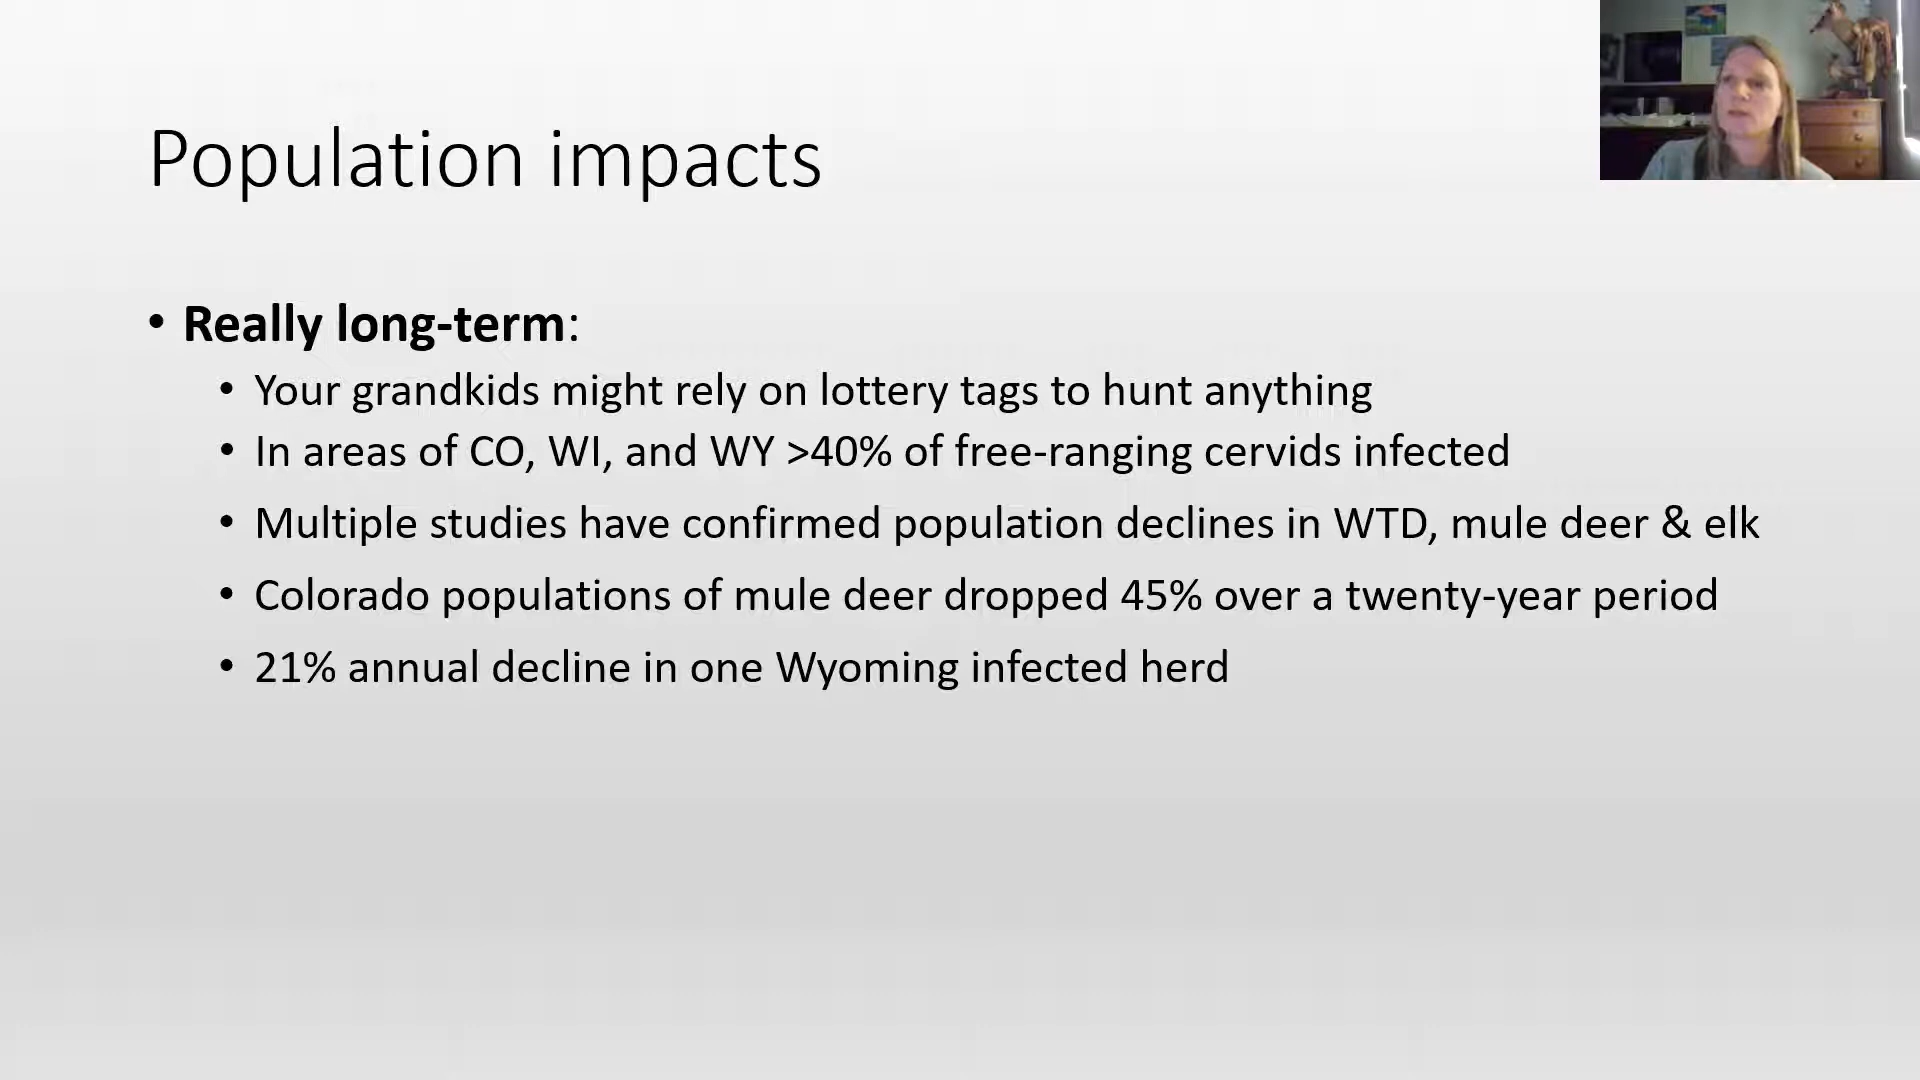 Population impacts
• Really long-term:
• Your grandkids might rely on lottery tags to hunt anything
• In areas of CO, WI, and WY >40% of free-ranging cervids infected
• Multiple studies have confirmed population declines in WTD, mule deer & elk
• Colorado populations of mule deer dropped 45% over a twenty-year period
• 21% annual decline in one Wyoming infected herd